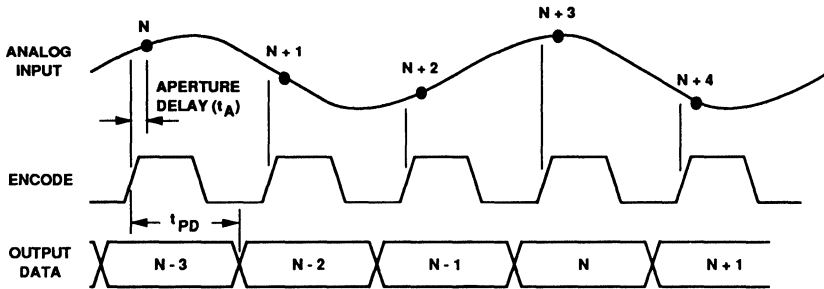 N
N + 1
N + 2
N + 3
N + 4
ANALOG
INPUT
APERTURE
DELAY (tA)
ENCODE
tPD
OUTPUT
DATA
N - 3
N - 2
N - 1
N
N + 1